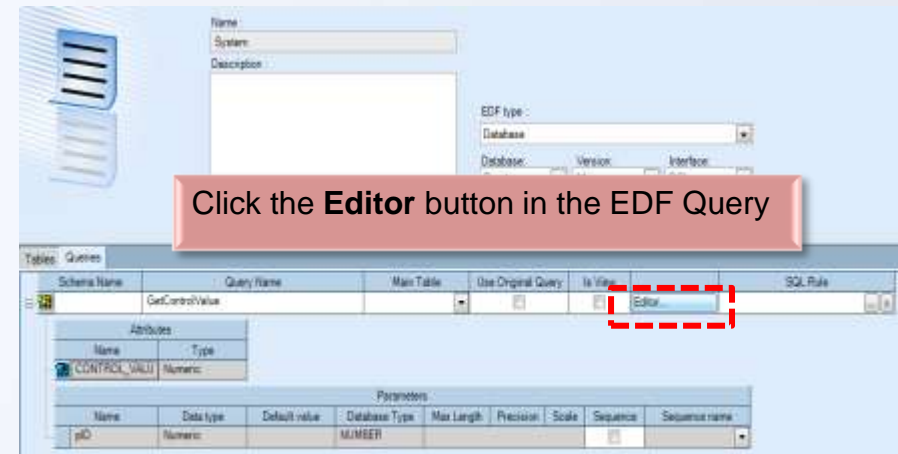 Name :
System
Description
EDF type :
Database
Database: Version: Interface:
Click the Editor button in the EDF Query
Tables Queries
Schema Name Query Name Main Table Use Original Query Is View SQL Rule
GetControlValue Editor...
Attributes
Name Type
CONTROL_VALU Numeric
Parameters
Name Data type Default value Database Type Max Length Precision Scale Sequence Sequence name
pID Numeric NUMBER